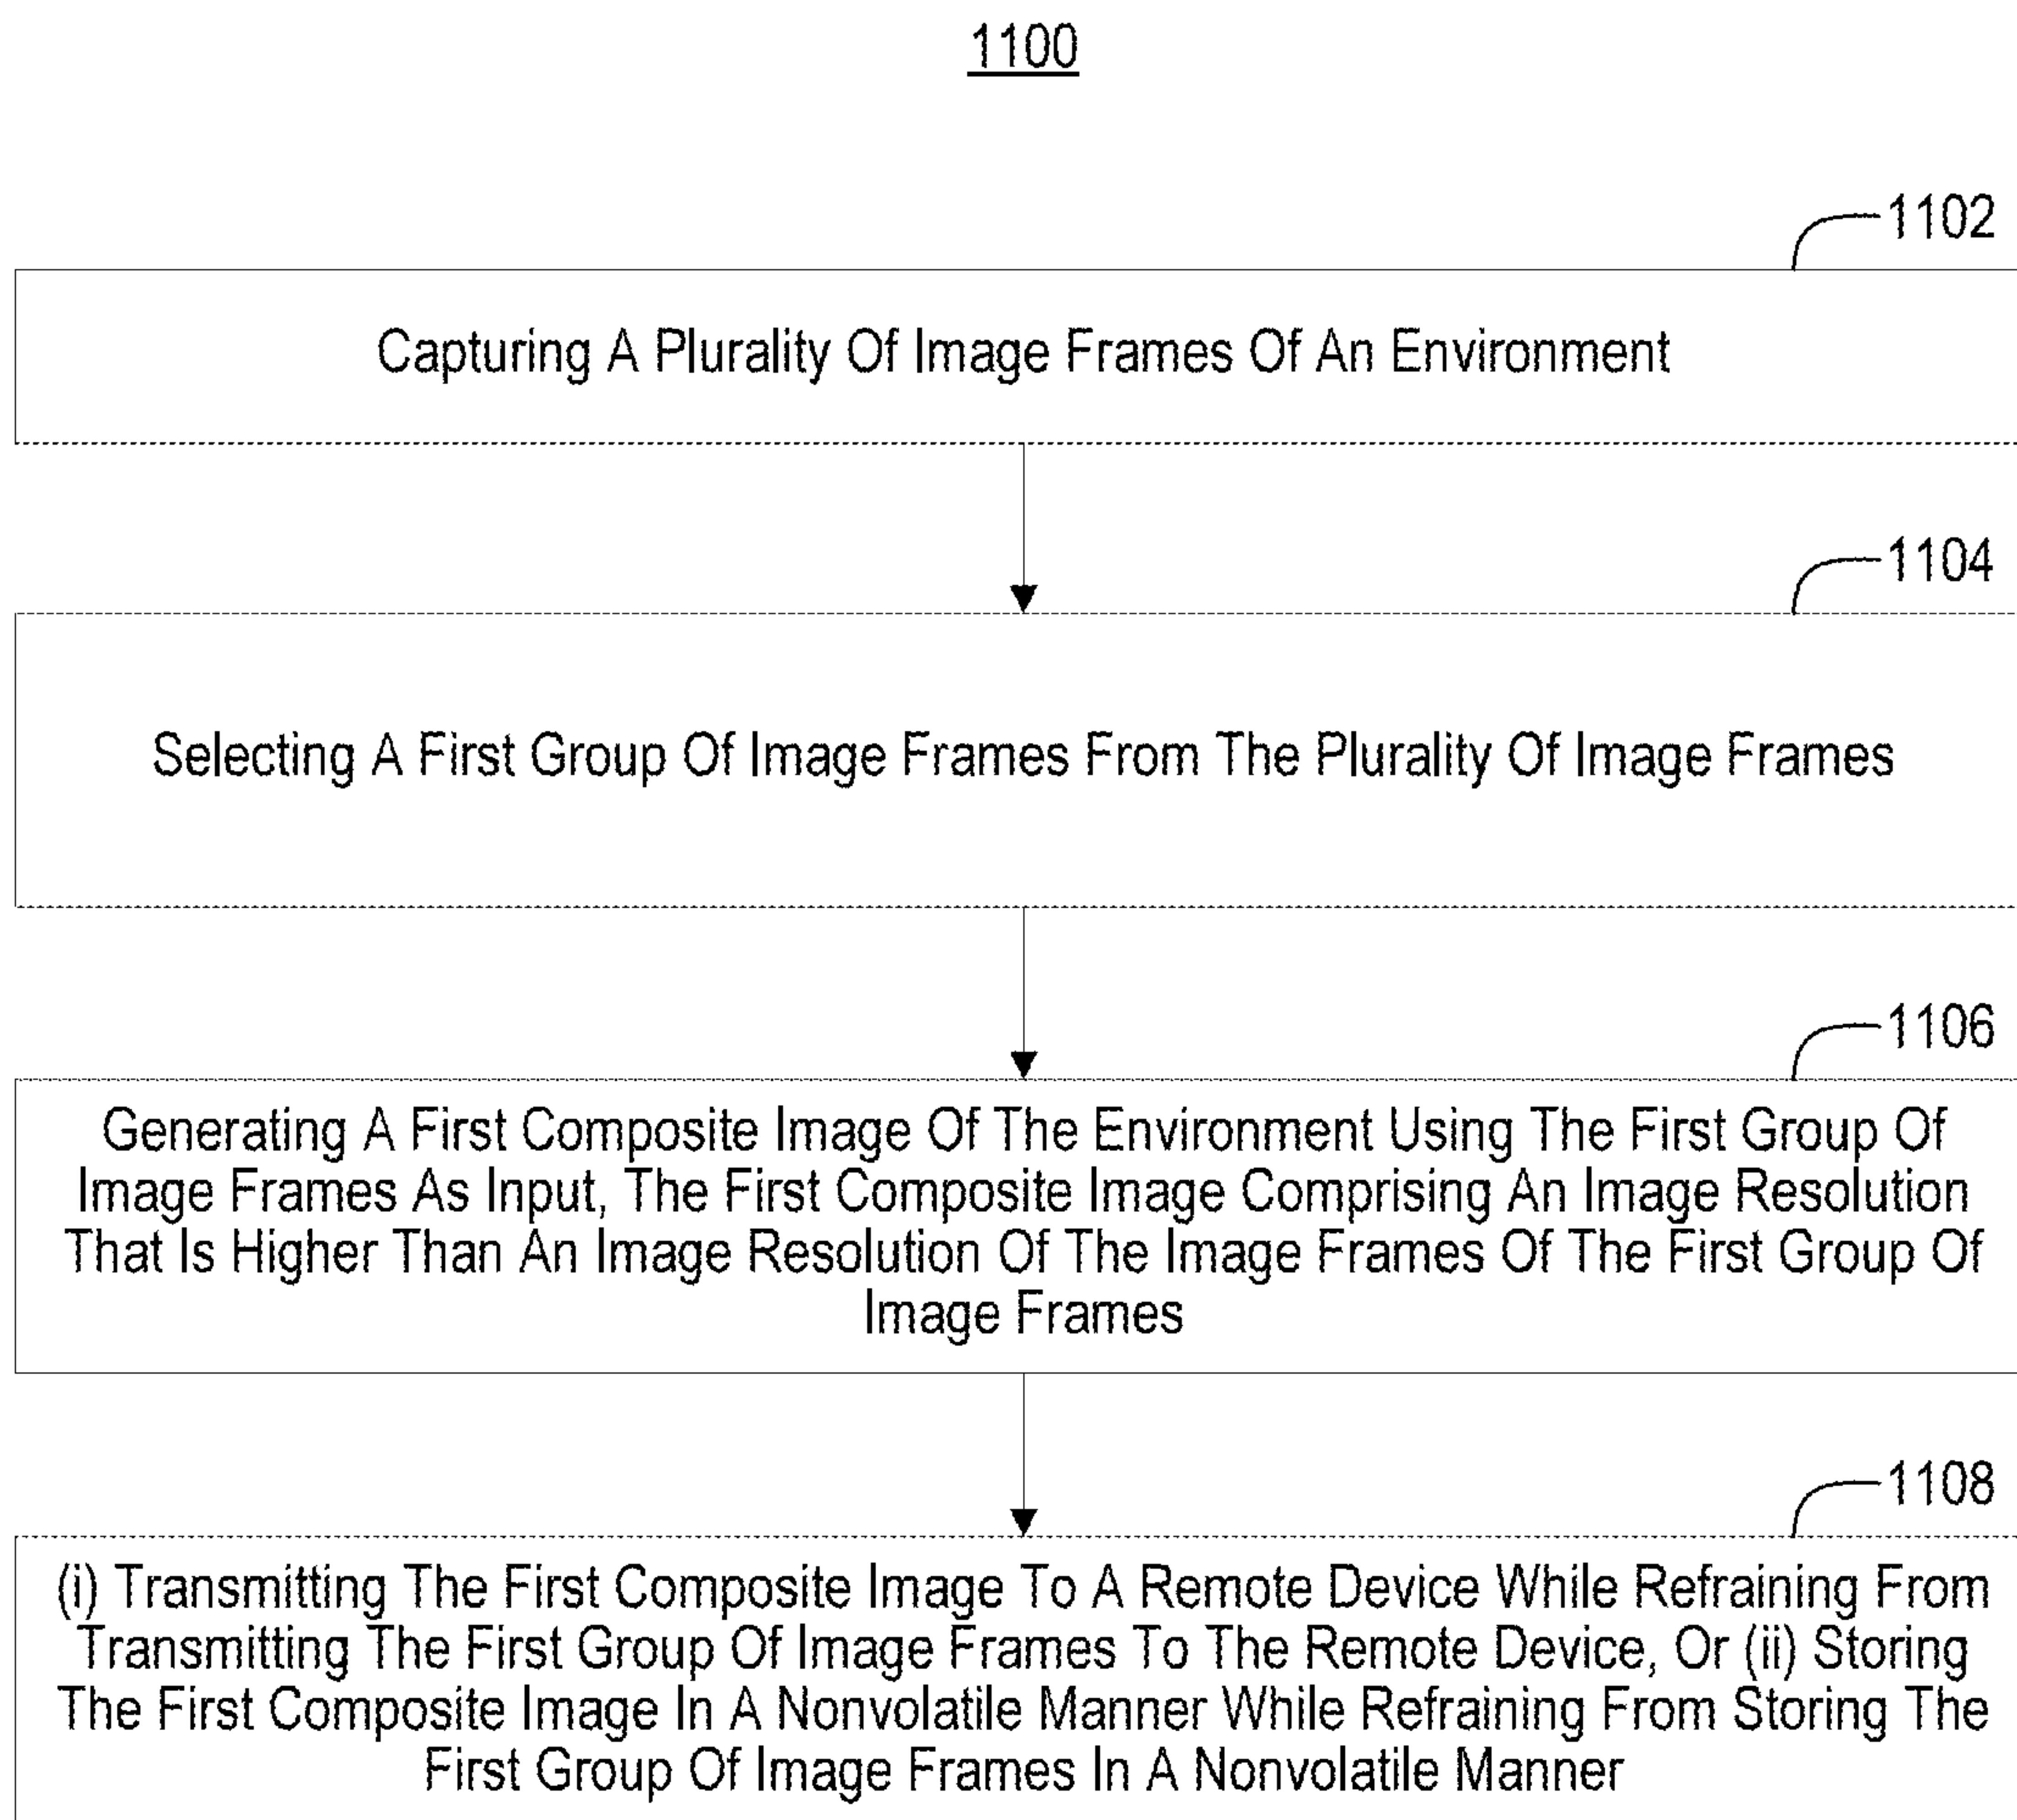 1100
1102
Capturing A Plurality Of Image Frames Of An Environment
1104
Selecting A First Group Of Image Frames From The Plurality Of Image Frames
1106
Generating A First Composite Image Of The Environment Using The First Group Of
Image Frames As Input, The First Composite Image Comprising An Image Resolution
That Is Higher Than An Image Resolution Of The Image Frames Of The First Group Of
Image Frames
1108
(i) Transmitting The First Composite Image To A Remote Device While Refraining From
Transmitting The First Group Of Image Frames To The Remote Device, Or (ii) Storing
The First Composite Image In A Nonvolatile Manner While Refraining From Storing The
First Group Of Image Frames In A Nonvolatile Manner